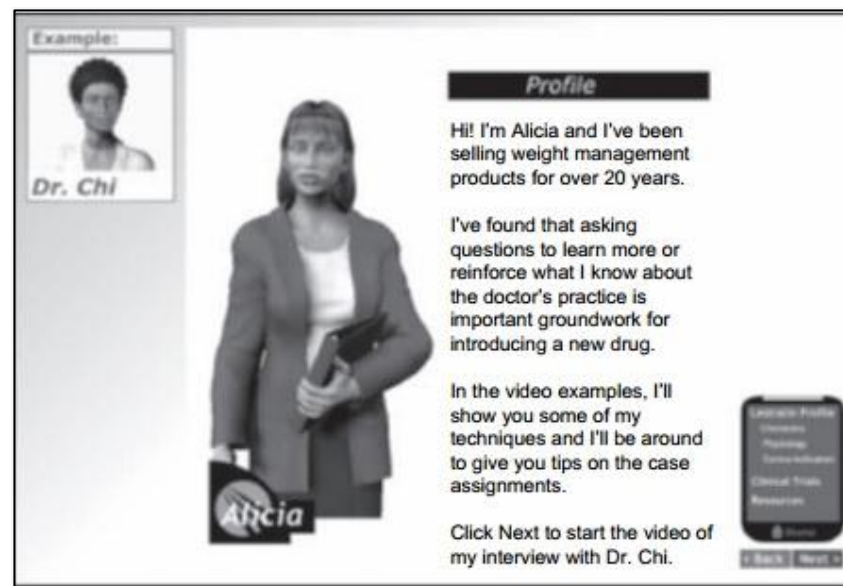 Example:
Dr. Chi
Alicia
Profile
Hi! I'm Alicia and I've been
selling weight management
products for over 20 years.
I've found that asking
questions to learn more or
reinforce what I know about
the doctor's practice is
important groundwork for
introducing a new drug.
In the video examples, I'll
show you some of my
techniques and I'll be around
to give you tips on the case
assignments.
Click Next to start the video of
my interview with Dr. Chi.
Profile
Clinical Trials
Resources
Back Next